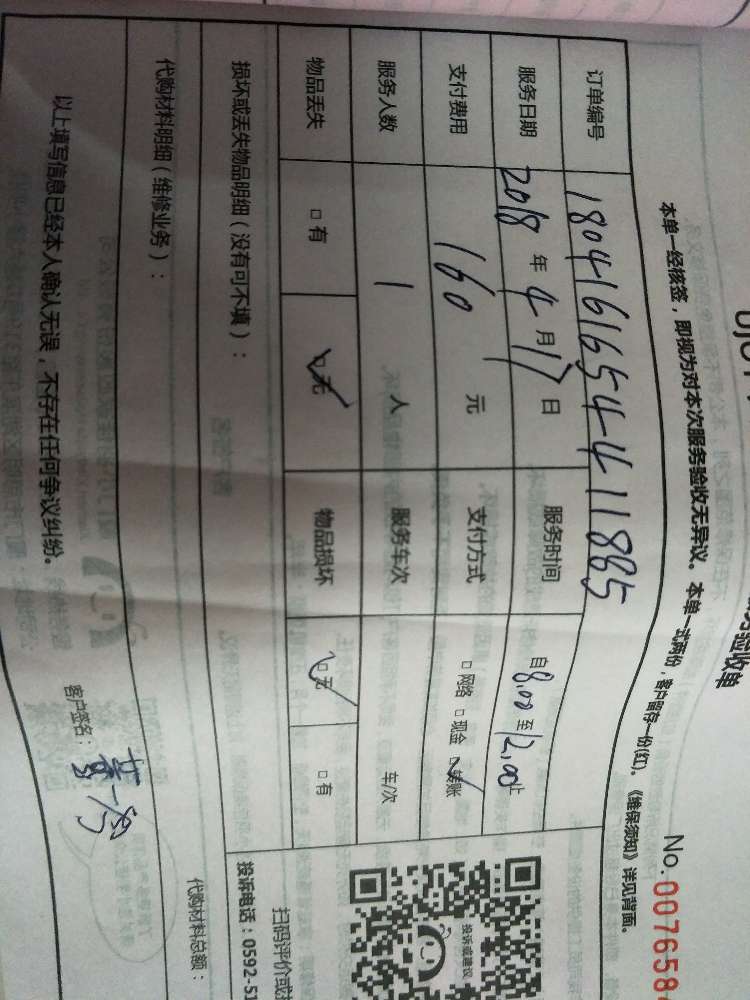 务验收单
No.0076584
本单一经核签，即视为对本次服务验收无异议。本单一式两份，客户留存一份(红)。《维保须知》详见背面。
订单编号 18041616544411885
服务日期 2018 年 4 月 17 日 服务时间 自8:00至12:00止
支付费用 160 元 支付方式 □网络 □现金 ☑转账
服务人数 1 人 服务车次 车/次
物品丢失 □有 ☑无 物品损坏 ☑无 □有
损坏或丢失物品明细（没有可不填）：
代购材料明细（维修业务）：
代购材料总额：
以上填写信息已经本人确认无误，不存在任何争议纠纷。
客户签名：
投诉或建议
扫码评价或
投诉电话：0592-51